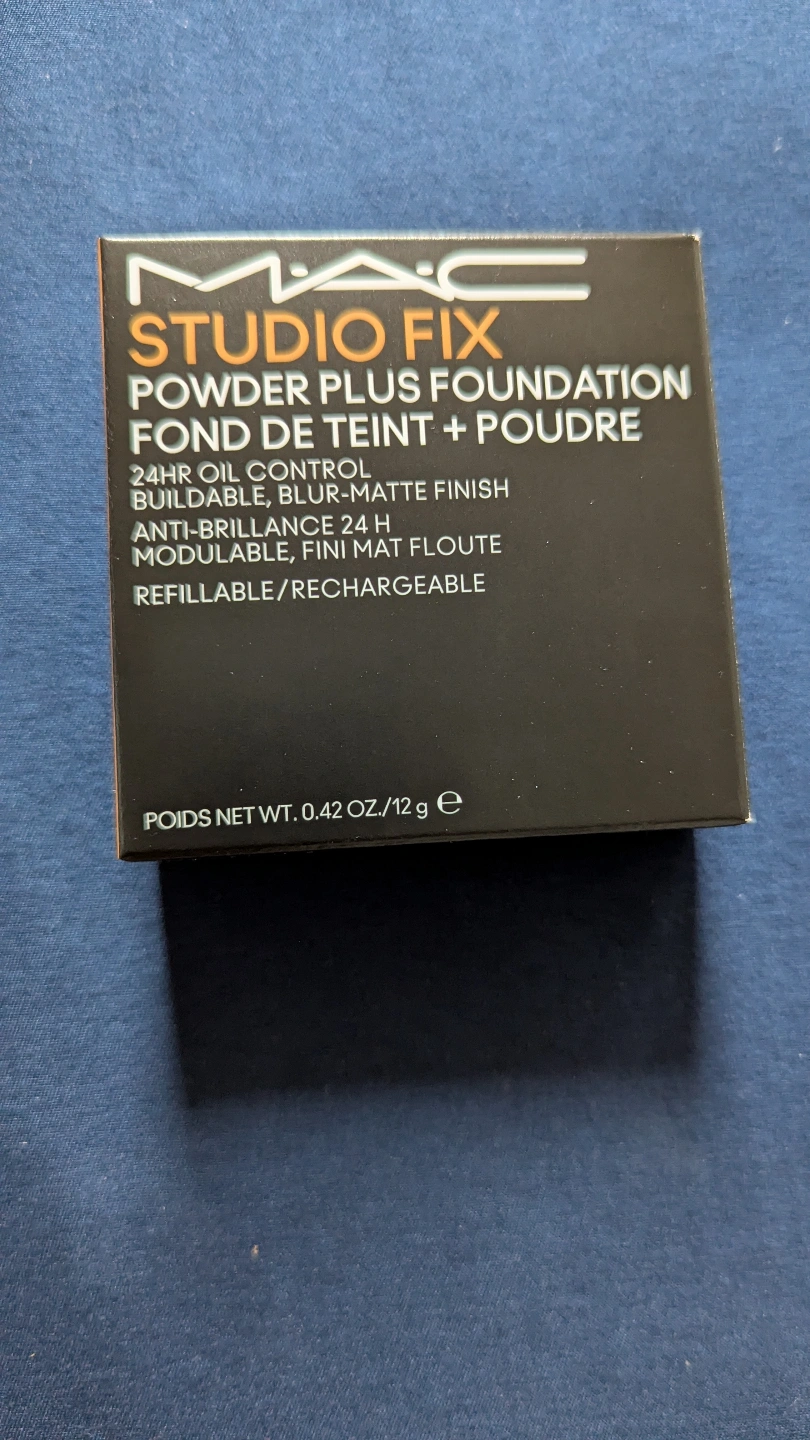 M·A·C
STUDIO FIX
POWDER PLUS FOUNDATION
FOND DE TEINT + POUDRE
24HR OIL CONTROL
BUILDABLE, BLUR-MATTE FINISH
ANTI-BRILLANCE 24 H
MODULABLE, FINI MAT FLOUTE
REFILLABLE/RECHARGEABLE
POIDS NET WT. 0.42 OZ./12 g ℮